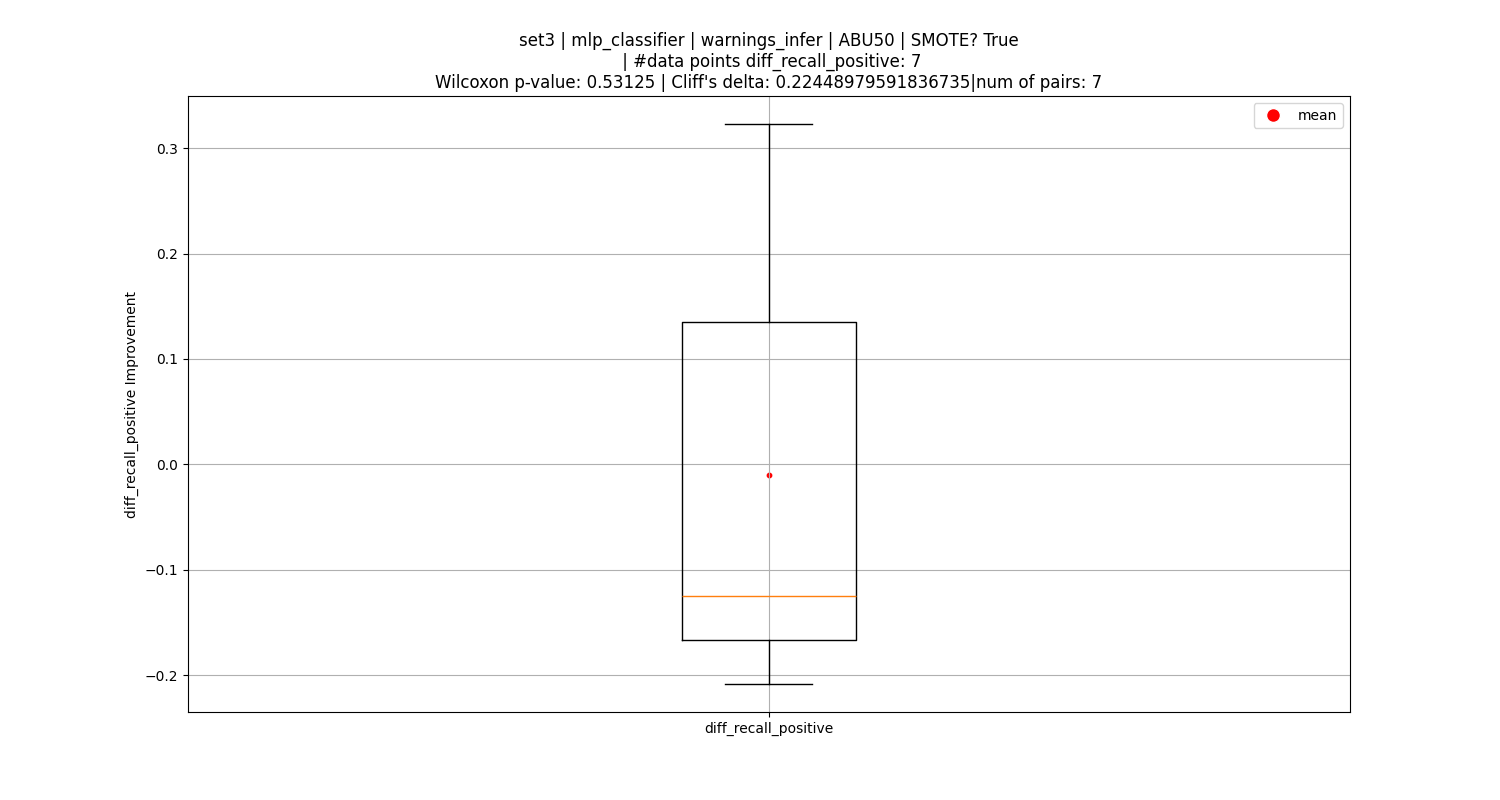 set3 | mlp_classifier | warnings_infer | ABU50 | SMOTE? True
| #data points diff_recall_positive: 7
Wilcoxon p-value: 0.53125 | Cliff's delta: 0.22448979591836735|num of pairs: 7
mean
0.3
0.2
0.1
0.0
−0.1
−0.2
diff_recall_positive Improvement
diff_recall_positive